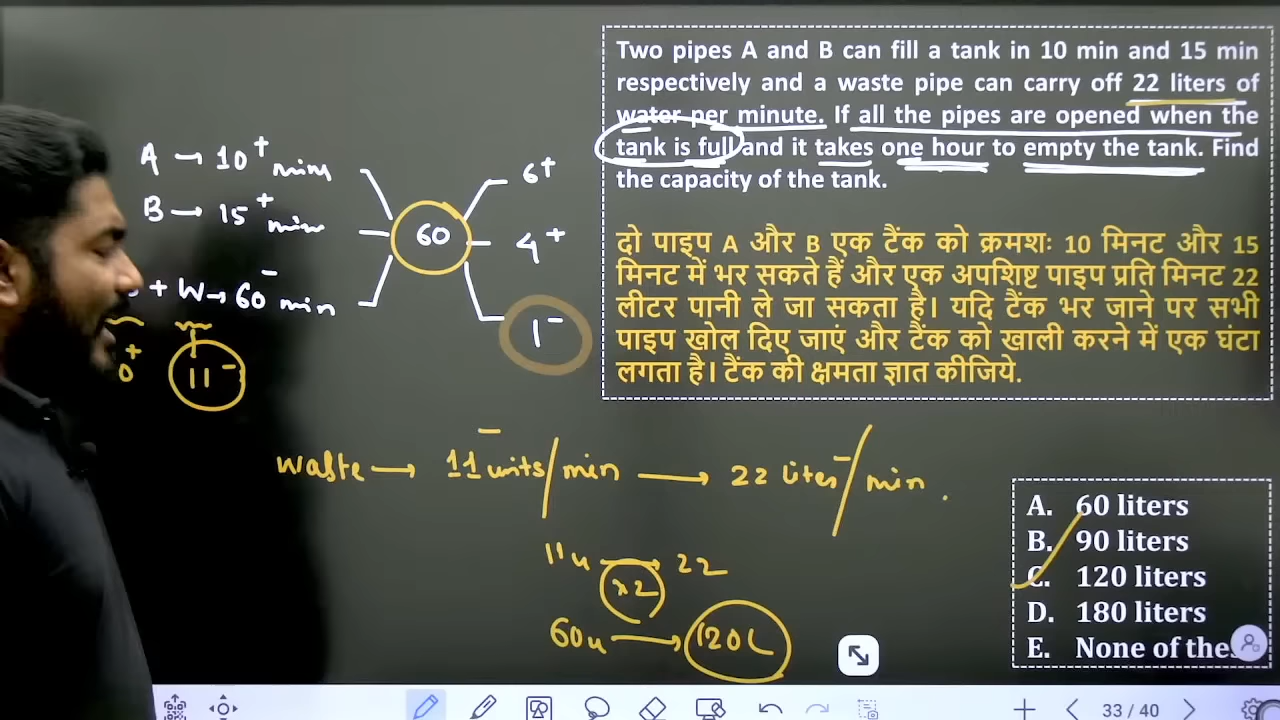 Two pipes A and B can fill a tank in 10 min and 15 min
respectively and a waste pipe can carry off 22 liters of
water per minute. If all the pipes are opened when the
tank is full and it takes one hour to empty the tank. Find
the capacity of the tank.
दो पाइप A और B एक टैंक को क्रमशः 10 मिनट और 15
मिनट में भर सकते हैं और एक अपशिष्ट पाइप प्रति मिनट 22
लीटर पानी ले जा सकता है। यदि टैंक भर जाने पर सभी
पाइप खोल दिए जाएं और टैंक को खाली करने में एक घंटा
लगता है। टैंक की क्षमता ज्ञात कीजिये.
A → 10+ mins
B → 15+ mins
+ W → 60- min
60
6+
4+
1-
11-
waste → 11- units/min → 22 liter-/min.
11u → 22
x2
60u → 120L
A. 60 liters
B. 90 liters
C. 120 liters
D. 180 liters
E. None of the
33 / 40